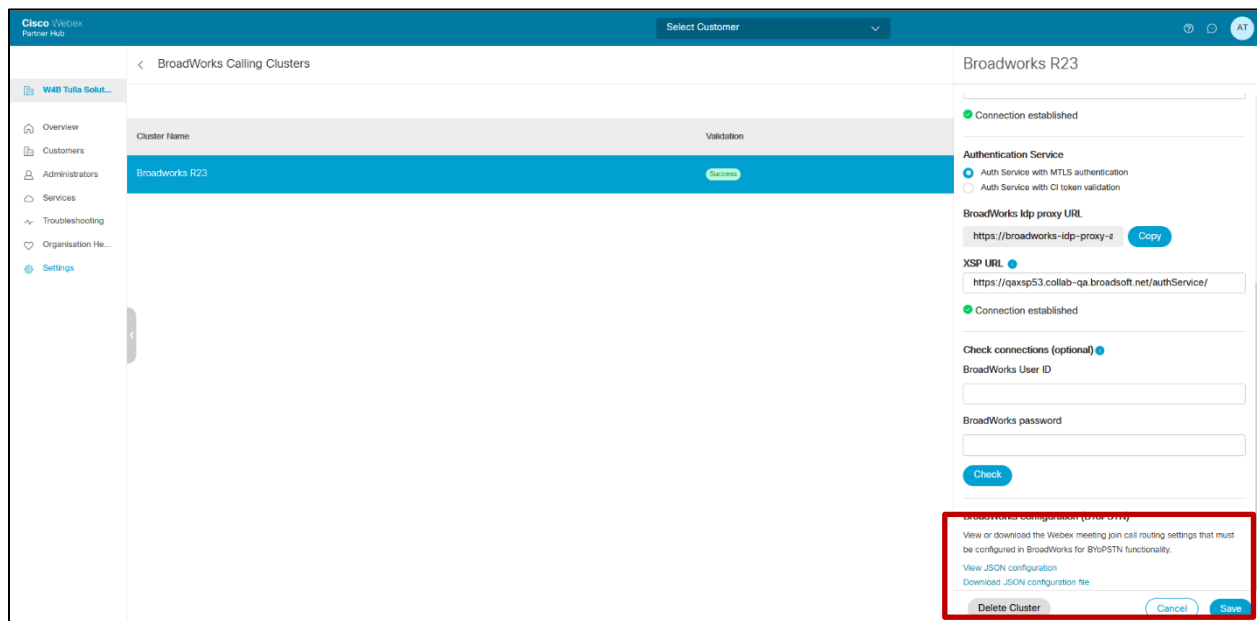 Cisco Webex
Partner Hub
Select Customer
AT
W4B Tulla Solut...
Overview
Customers
Administrators
Services
Troubleshooting
Organisation He...
Settings
BroadWorks Calling Clusters
Cluster Name
Validation
Broadworks R23
Success
Broadworks R23
Connection established
Authentication Service
Auth Service with MTLS authentication
Auth Service with CI token validation
BroadWorks Idp proxy URL
https://broadworks-idp-proxy-a
Copy
XSP URL
https://qaxsp53.collab-qa.broadsoft.net/authService/
Connection established
Check connections (optional)
BroadWorks User ID
BroadWorks password
Check
BroadWorks configuration (BYoPSTN)
View or download the Webex meeting join call routing settings that must
be configured in BroadWorks for BYoPSTN functionality.
View JSON configuration
Download JSON configuration file
Delete Cluster
Cancel
Save